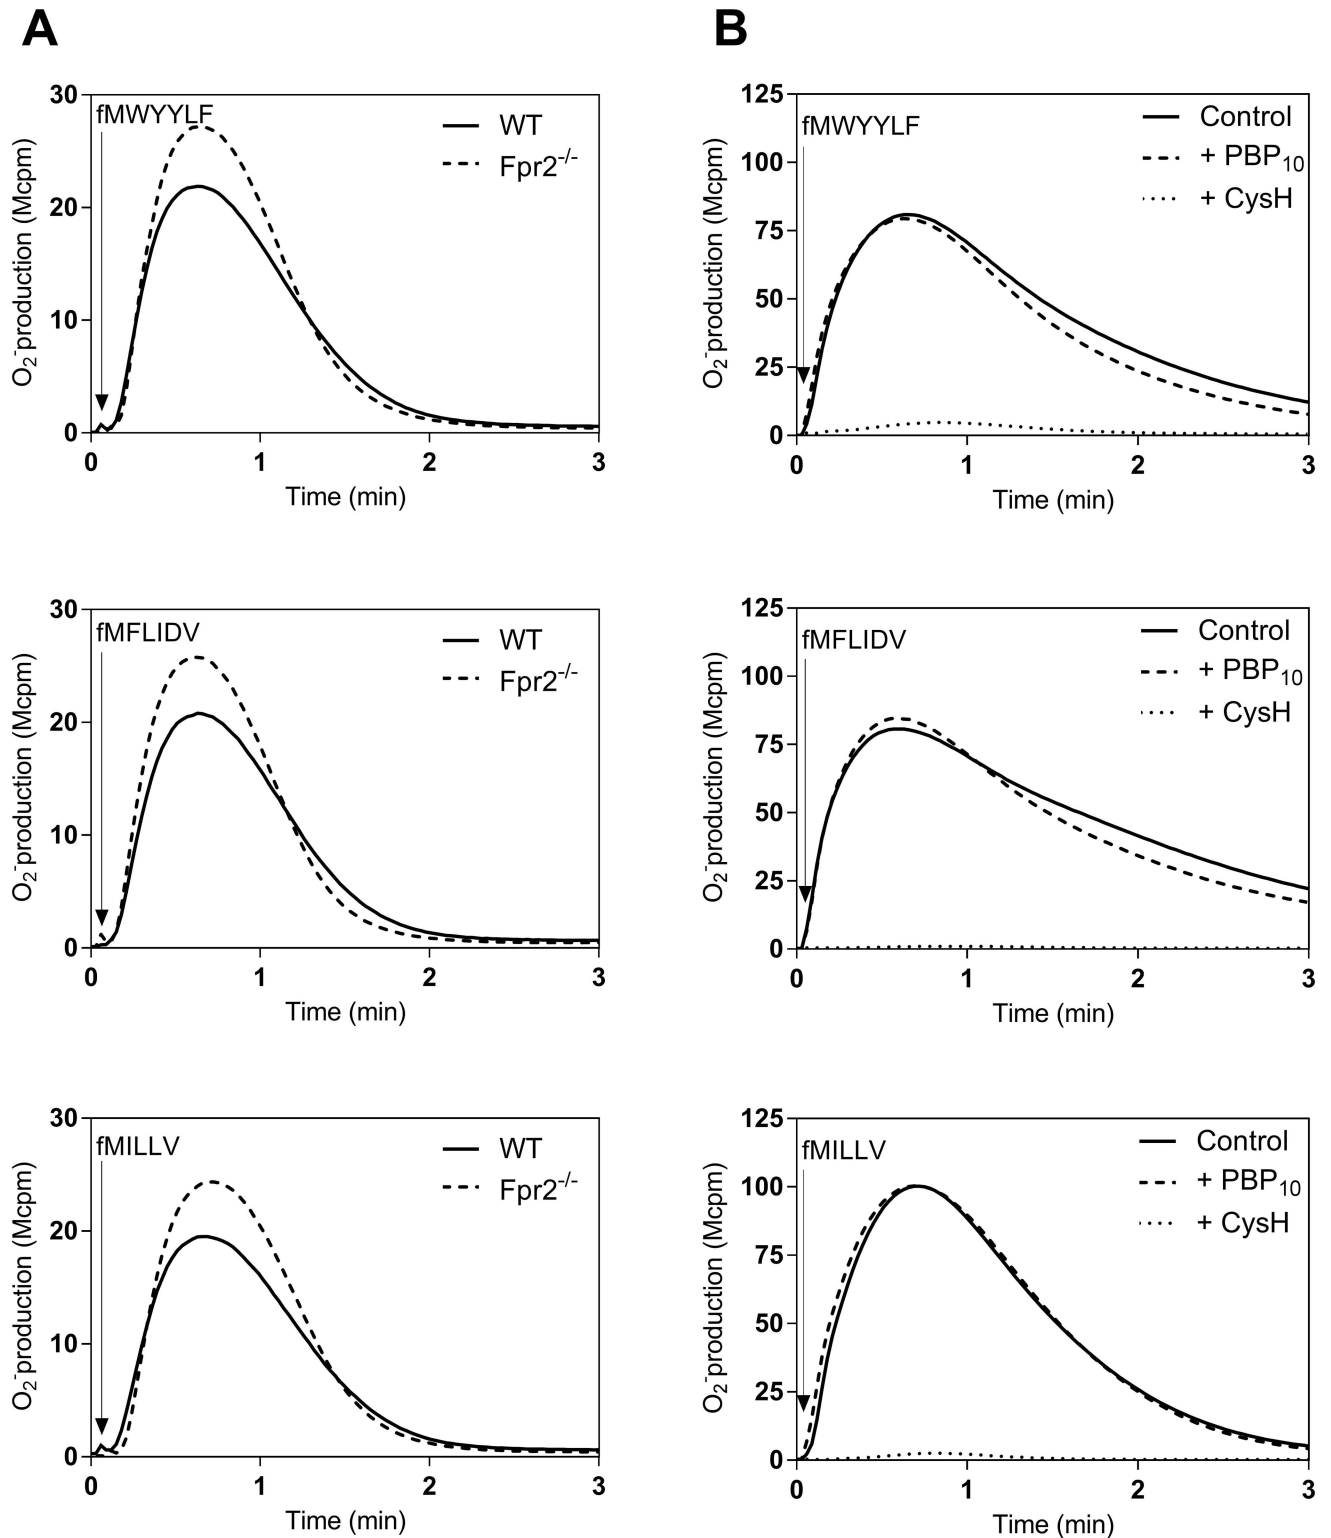 A
B
fMWYYLF
WT
Fpr2-/-
30
20
10
0
0 1 2 3
O2- production (Mcpm)
Time (min)
fMWYYLF
Control
+ PBP10
+ CysH
125
100
75
50
25
0
0 1 2 3
O2- production (Mcpm)
Time (min)
fMFLIDV
WT
Fpr2-/-
30
20
10
0
0 1 2 3
O2- production (Mcpm)
Time (min)
fMFLIDV
Control
+ PBP10
+ CysH
125
100
75
50
25
0
0 1 2 3
O2- production (Mcpm)
Time (min)
fMILLV
WT
Fpr2-/-
30
20
10
0
0 1 2 3
O2- production (Mcpm)
Time (min)
fMILLV
Control
+ PBP10
+ CysH
125
100
75
50
25
0
0 1 2 3
O2- production (Mcpm)
Time (min)